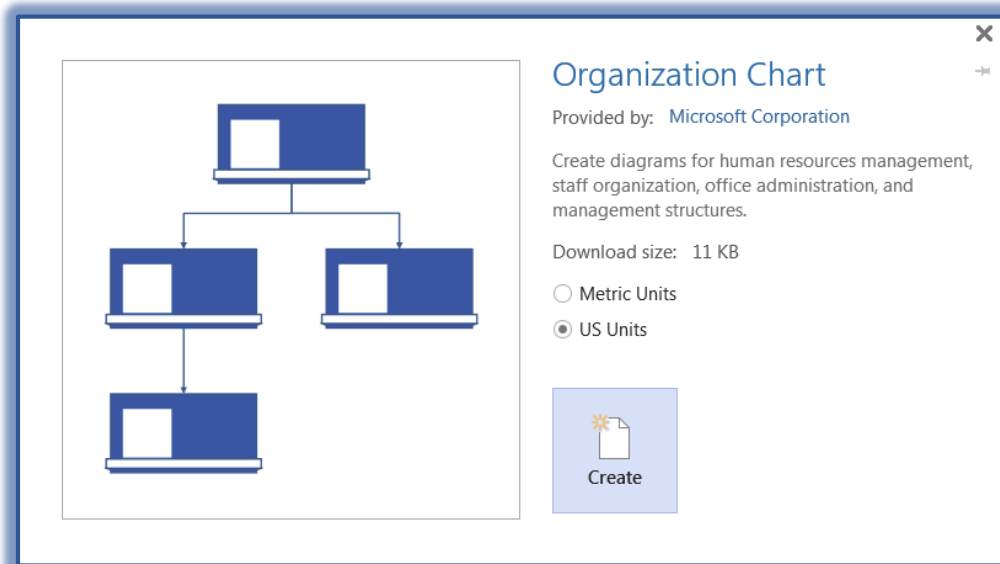 Organization Chart
Provided by: Microsoft Corporation
Create diagrams for human resources management,
staff organization, office administration, and
management structures.
Download size: 11 KB
Metric Units
US Units
Create